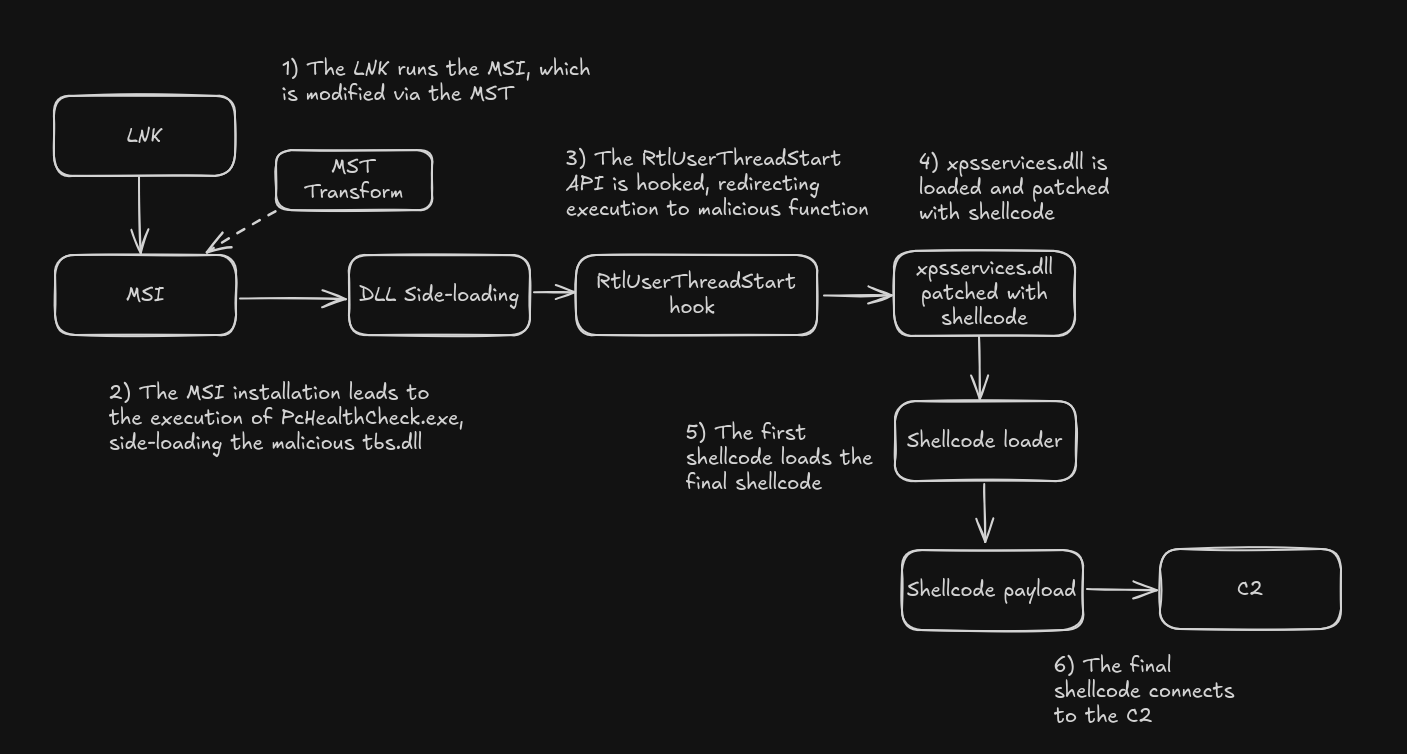 1) The LNK runs the MSI, which
is modified via the MST
LNK
MST
Transform
3) The RtlUserThreadStart
API is hooked, redirecting
execution to malicious function
4) xpsservices.dll is
loaded and patched
with shellcode
MSI
DLL Side-loading
RtlUserThreadStart
hook
xpsservices.dll
patched with
shellcode
2) The MSI installation leads to
the execution of PcHealthCheck.exe,
side-loading the malicious tbs.dll
5) The first
shellcode loads the
final shellcode
Shellcode loader
Shellcode payload
C2
6) The final
shellcode connects
to the C2